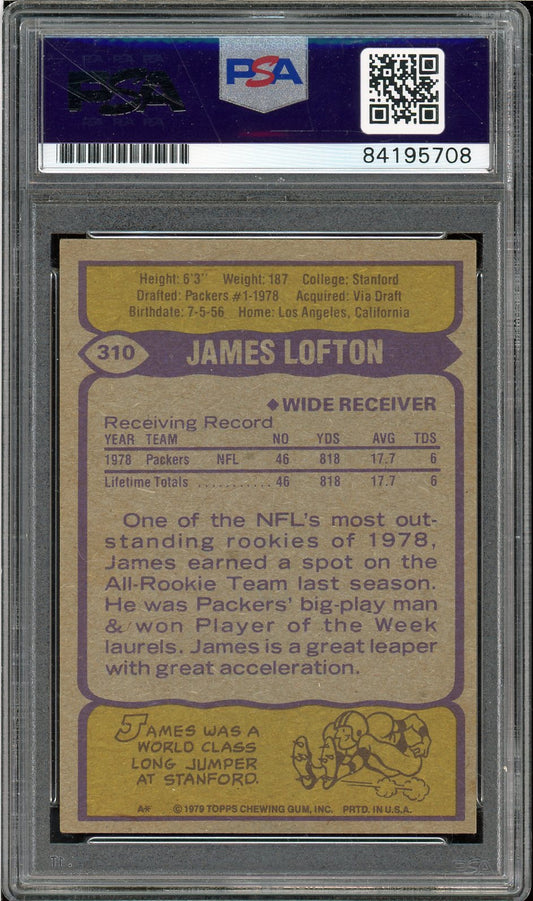 PSA
PSA
84195708
Height: 6'3" Weight: 187 College: Stanford
Drafted: Packers #1-1978 Acquired: Via Draft
Birthdate: 7-5-56 Home: Los Angeles, California
310 JAMES LOFTON
◆WIDE RECEIVER
Receiving Record
YEAR TEAM NO YDS AVG TDS
1978 Packers NFL 46 818 17.7 6
Lifetime Totals ........... 46 818 17.7 6
One of the NFL's most out-
standing rookies of 1978,
James earned a spot on the
All-Rookie Team last season.
He was Packers' big-play man
& won Player of the Week
laurels. James is a great leaper
with great acceleration.
JAMES WAS A
WORLD CLASS
LONG JUMPER
AT STANFORD.
A* © 1979 TOPPS CHEWING GUM, INC. PRTD. IN U.S.A.
PSA